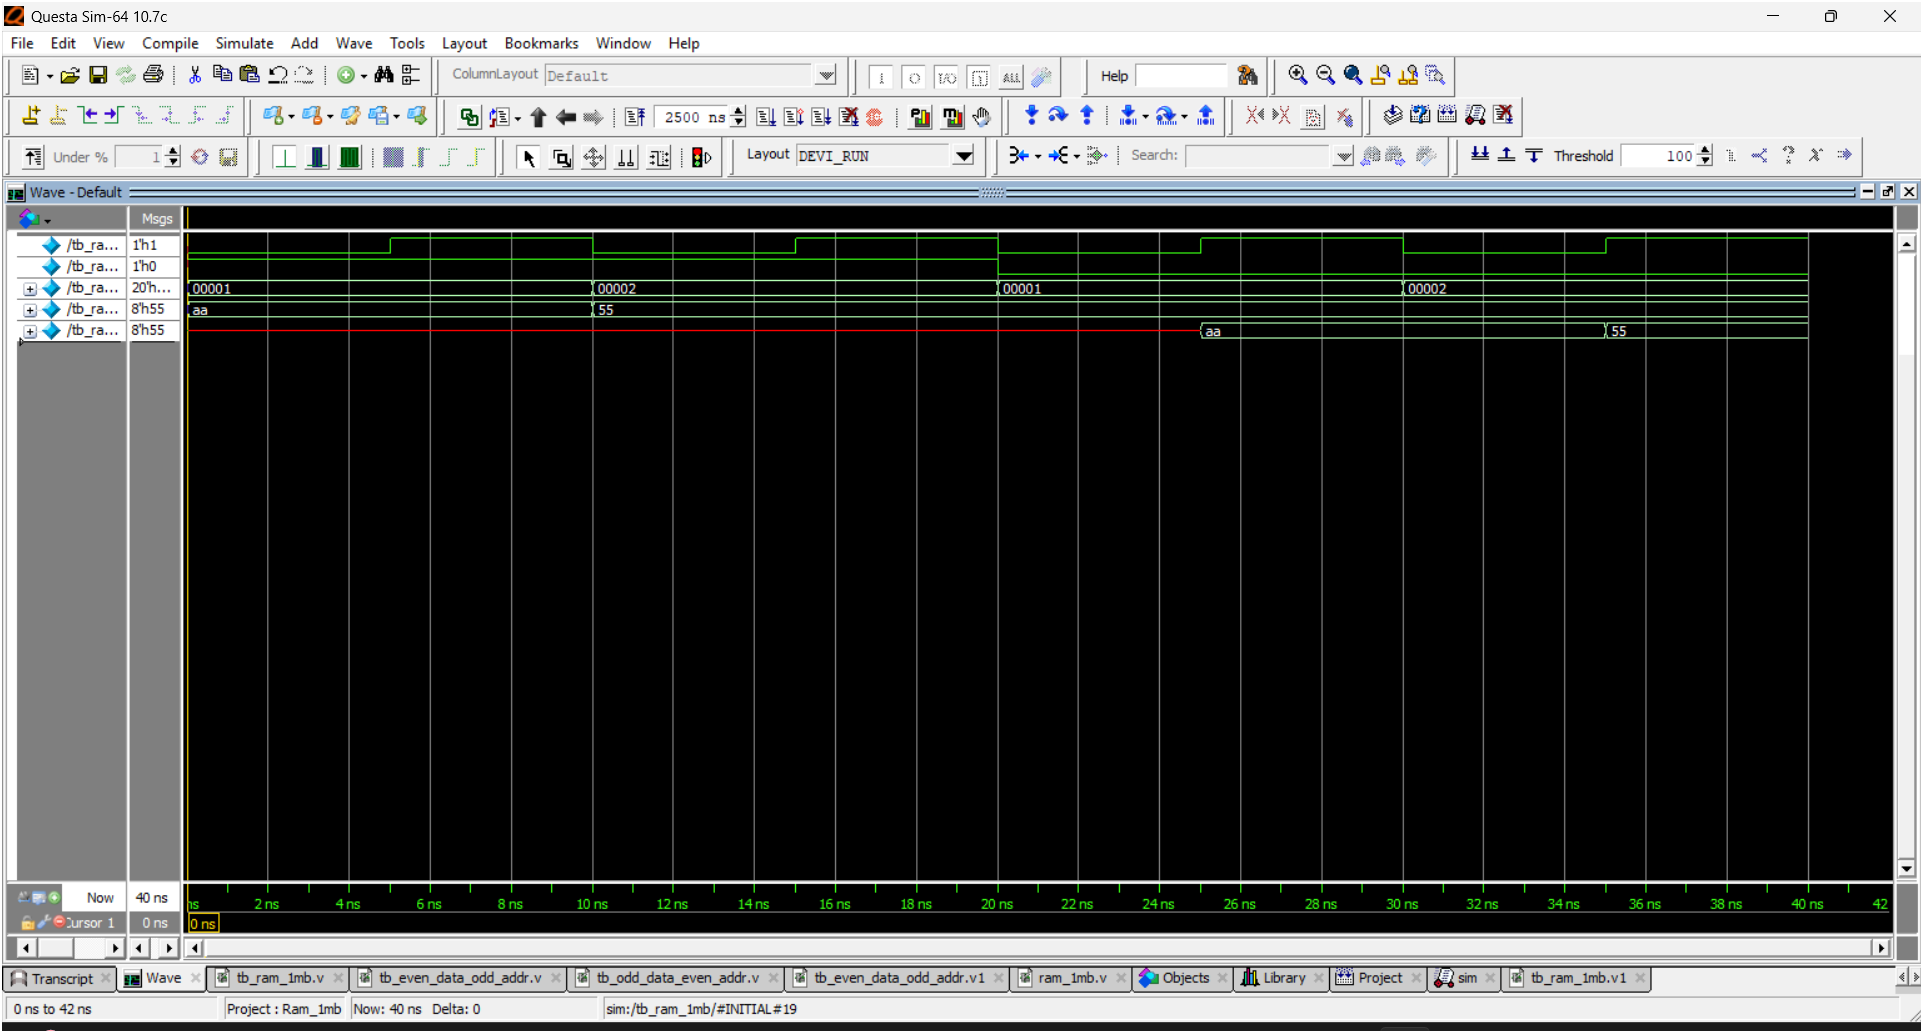 Questa Sim-64 10.7c
File Edit View Compile Simulate Add Wave Tools Layout Bookmarks Window Help
ColumnLayout Default
I O I/O ALL
Help
2500 ns
Under % 1
Layout DEVI_RUN
Search:
Threshold 100
Wave - Default
Msgs
/tb_ra... 1'h1
/tb_ra... 1'h0
/tb_ra... 20'h... 00001 00002 00001 00002
/tb_ra... 8'h55 aa 55
/tb_ra... 8'h55 aa 55
Now 40 ns
ns 2 ns 4 ns 6 ns 8 ns 10 ns 12 ns 14 ns 16 ns 18 ns 20 ns 22 ns 24 ns 26 ns 28 ns 30 ns 32 ns 34 ns 36 ns 38 ns 40 ns 42
Cursor 1 0 ns 0 ns
Transcript Wave tb_ram_1mb.v tb_even_data_odd_addr.v tb_odd_data_even_addr.v tb_even_data_odd_addr.v1 ram_1mb.v Objects Library Project sim tb_ram_1mb.v1
0 ns to 42 ns Project : Ram_1mb Now: 40 ns Delta: 0 sim:/tb_ram_1mb/#INITIAL#19